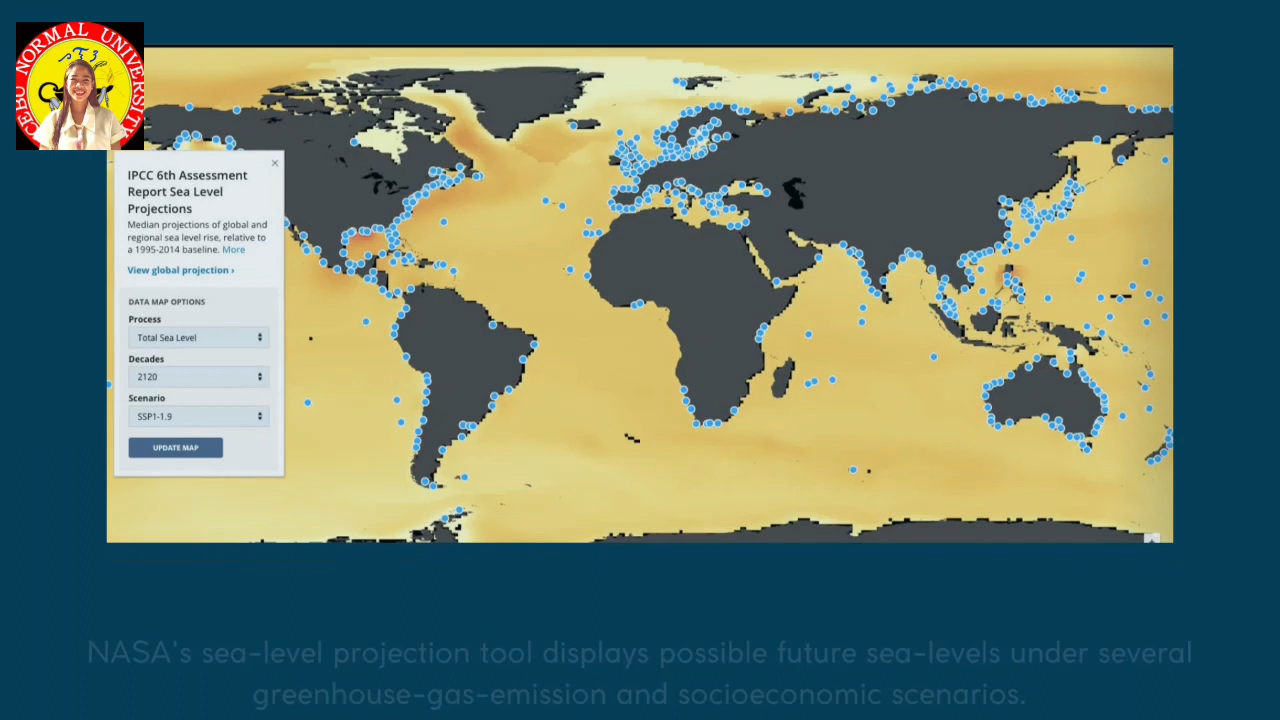 CEBU NORMAL UNIVERSITY
×
IPCC 6th Assessment
Report Sea Level
Projections
Median projections of global and
regional sea level rise, relative to
a 1995-2014 baseline. More
View global projection ›
DATA MAP OPTIONS
Process
Total Sea Level
Decades
2120
Scenario
SSP1-1.9
UPDATE MAP
NASA's sea-level projection tool displays possible future sea-levels under several
greenhouse-gas-emission and socioeconomic scenarios.